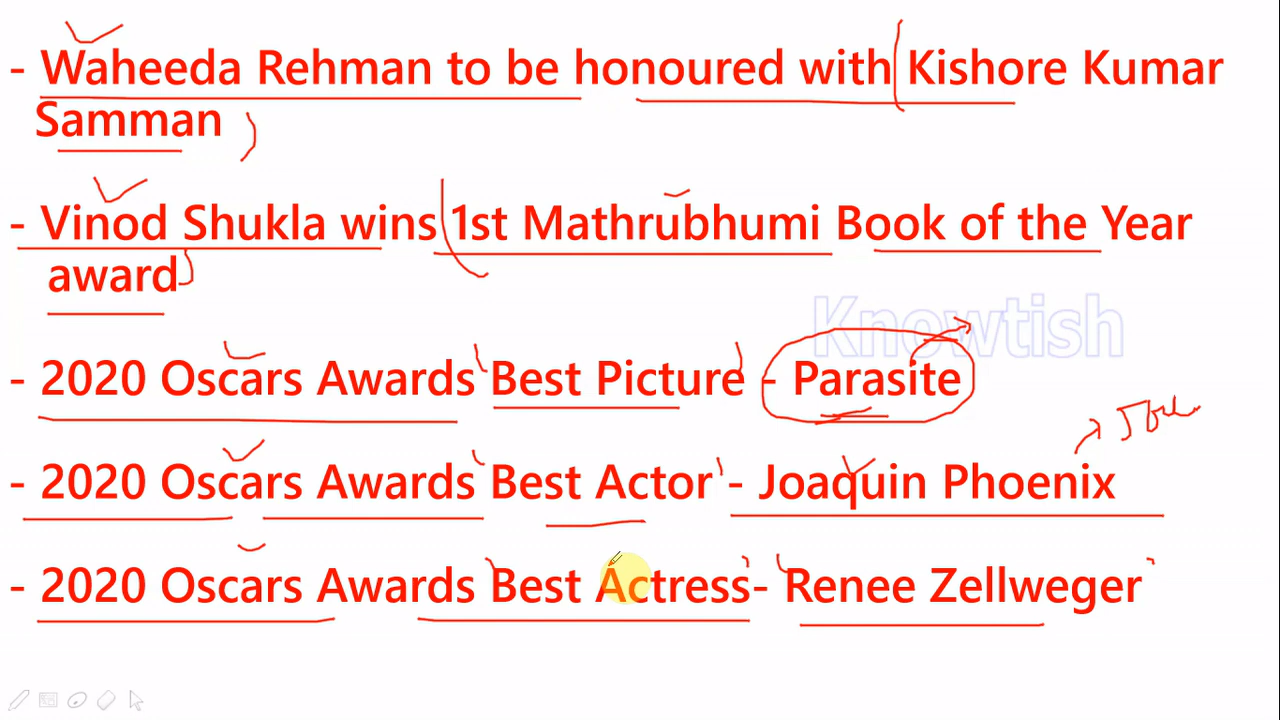 - Waheeda Rehman to be honoured with Kishore Kumar
Samman
- Vinod Shukla wins 1st Mathrubhumi Book of the Year
award
Knowtish
- 2020 Oscars Awards Best Picture - Parasite
- 2020 Oscars Awards Best Actor - Joaquin Phoenix
- 2020 Oscars Awards Best Actress- Renee Zellweger